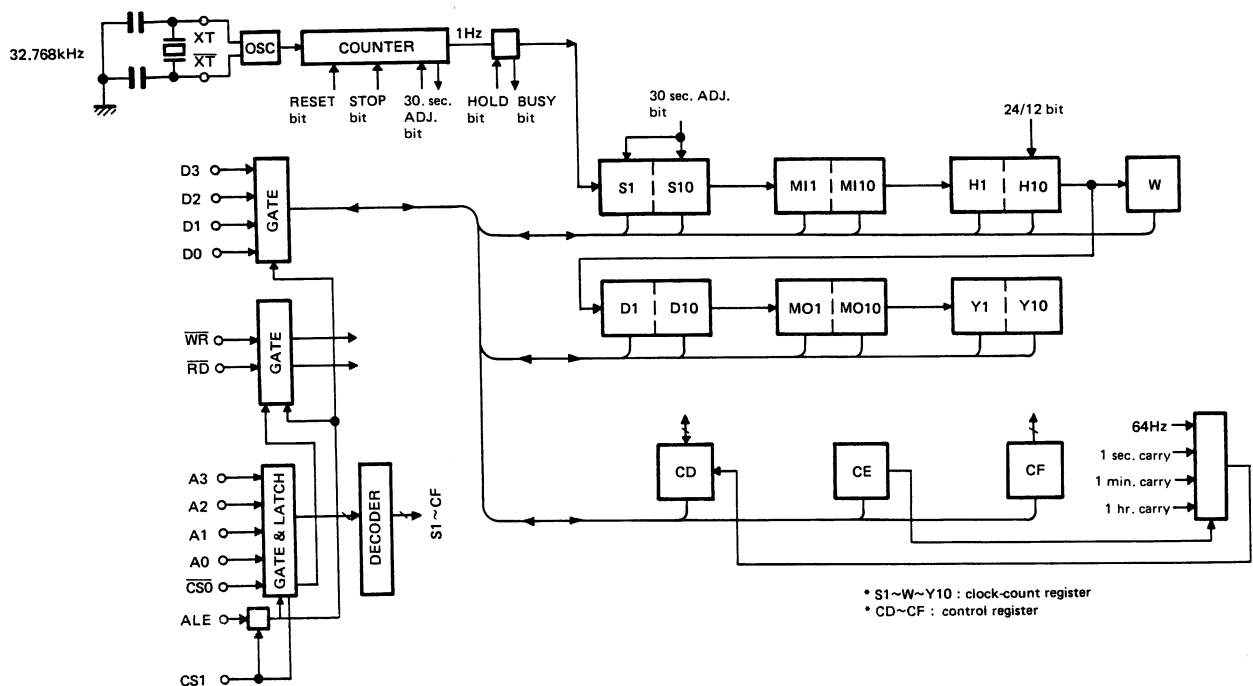 32.768kHz
XT
XT
OSC
COUNTER
1Hz
RESET bit
STOP bit
30. sec. ADJ. bit
HOLD bit
BUSY bit
30 sec. ADJ. bit
24/12 bit
S1
S10
MI1
MI10
H1
H10
W
D3
D2
D1
D0
GATE
D1
D10
MO1
MO10
Y1
Y10
WR
RD
GATE
CD
CE
CF
64Hz
1 sec. carry
1 min. carry
1 hr. carry
A3
A2
A1
A0
CS0
GATE & LATCH
DECODER
S1~CF
ALE
CS1
* S1~W~Y10 : clock-count register
* CD~CF : control register